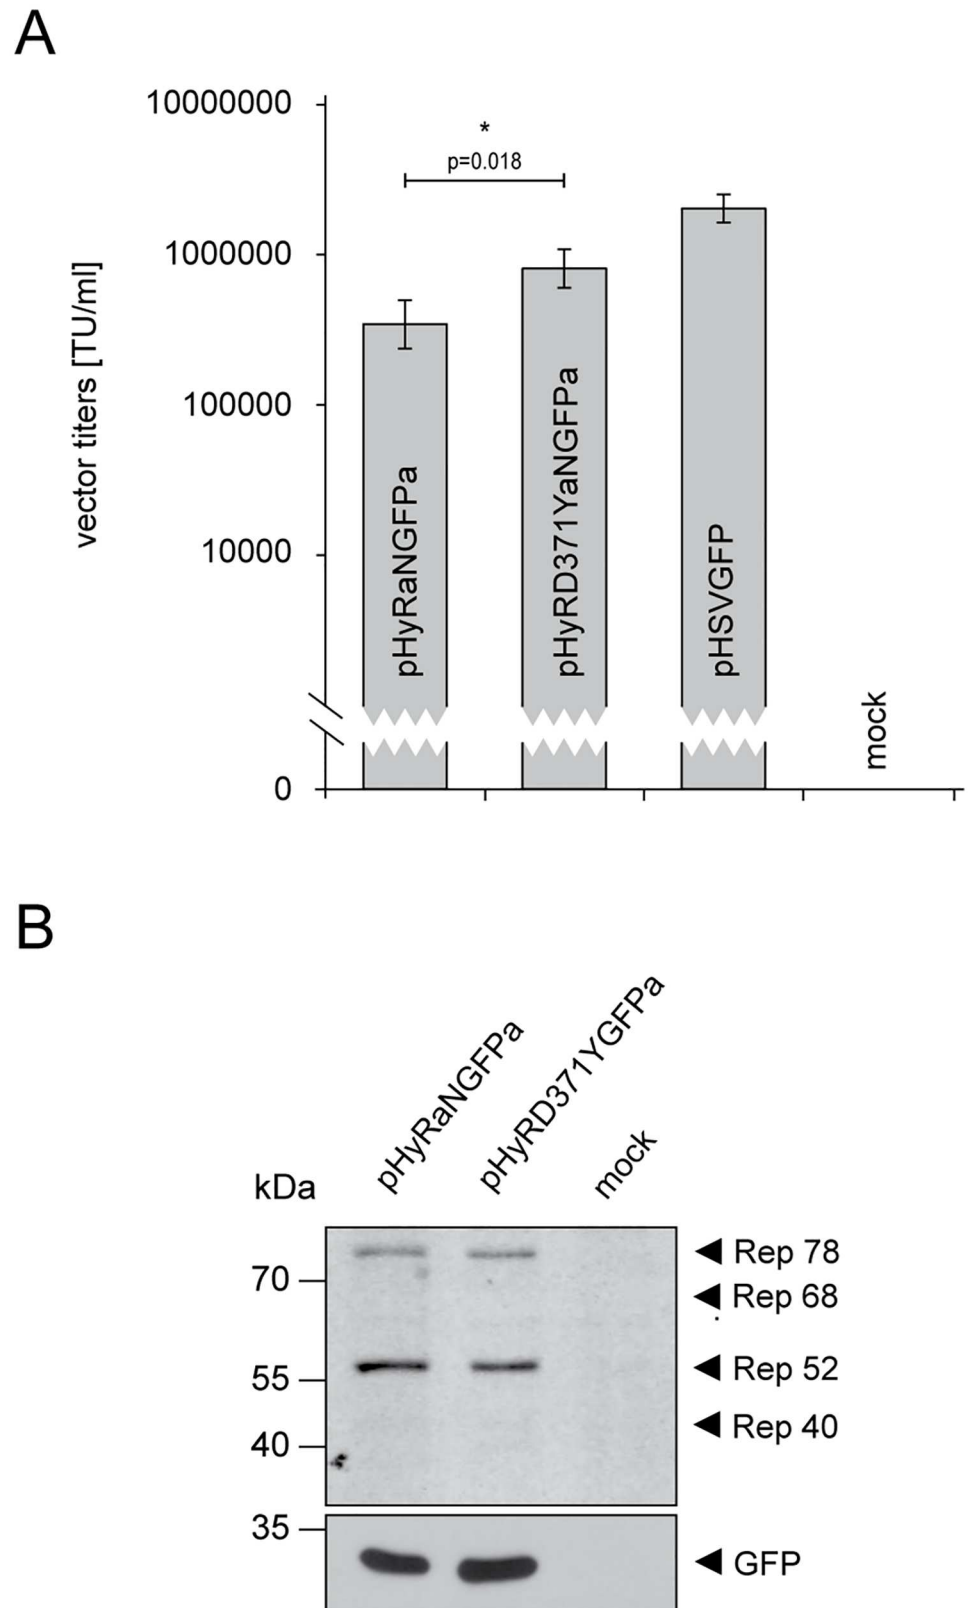 A
10000000
1000000
100000
10000
0
vector titers [TU/ml]
*
p=0.018
pHyRaNGFPa
pHyRD371YaNGFPa
pHSVGFP
mock
B
kDa
pHyRaNGFPa
pHyRD371YGFPa
mock
70
55
40
35
Rep 78
Rep 68
Rep 52
Rep 40
GFP